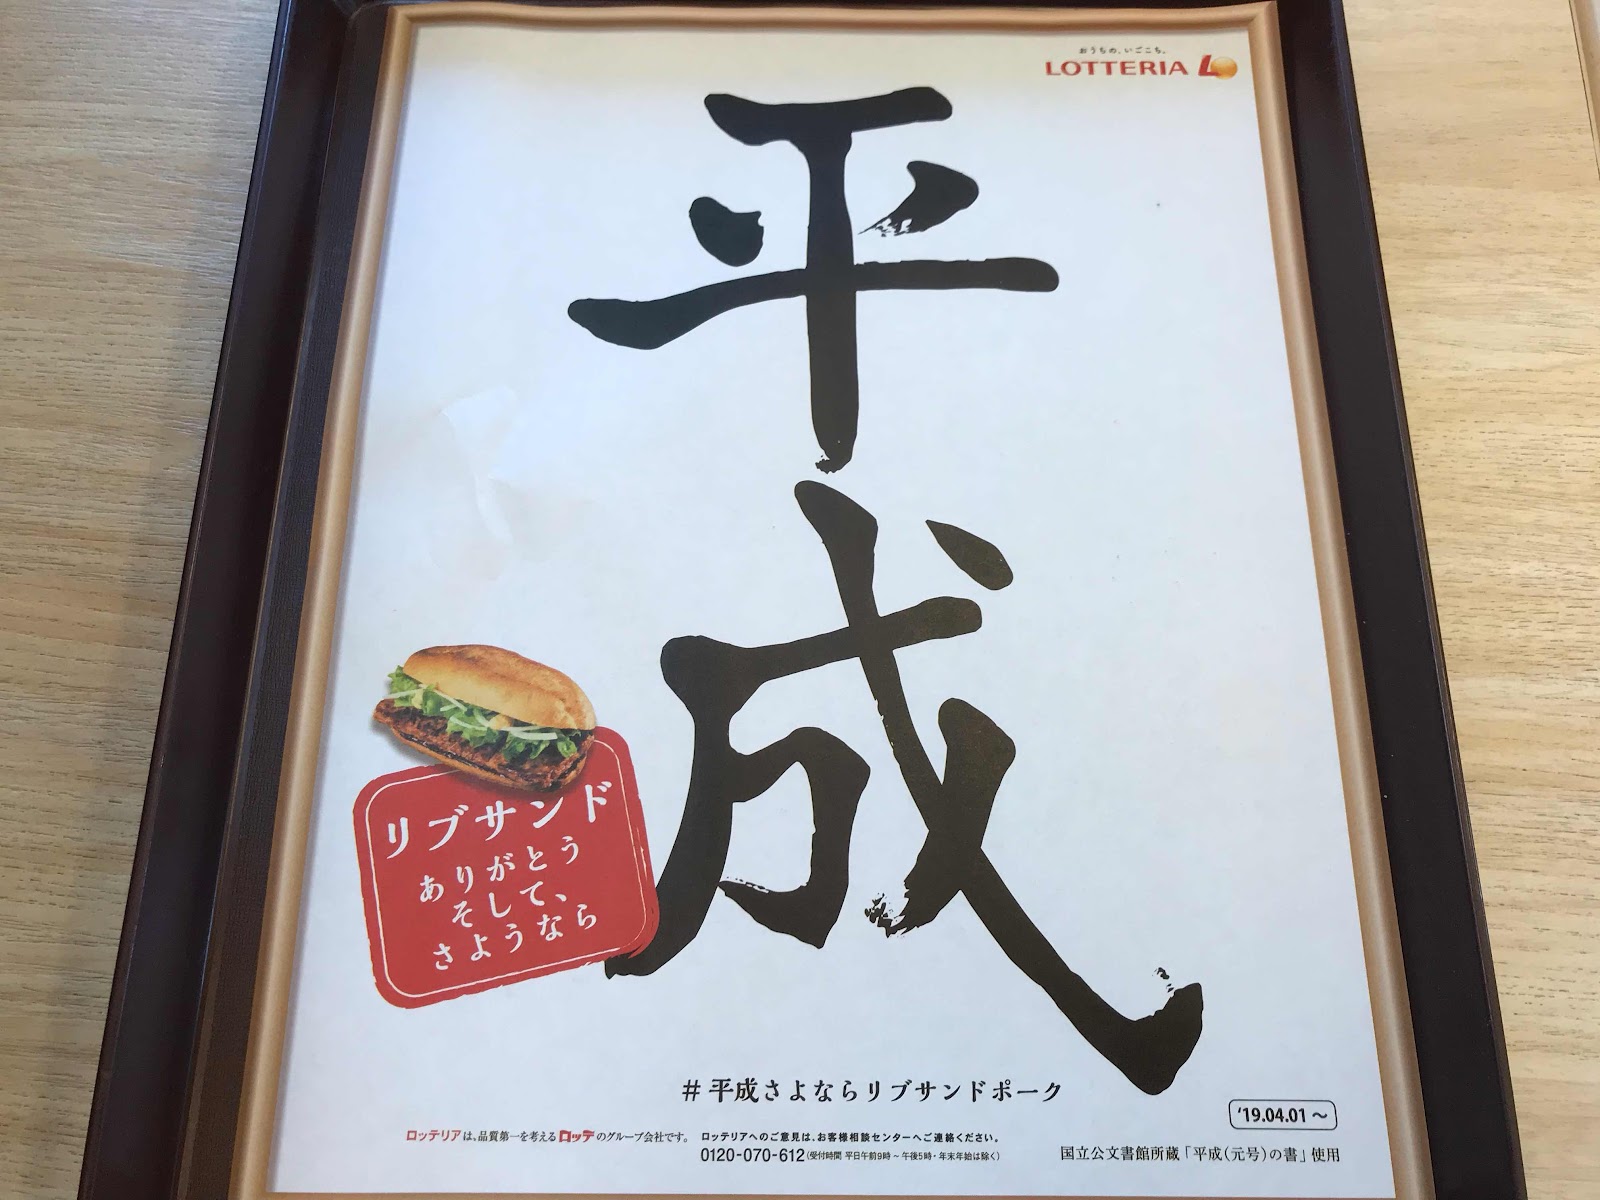 おうちの、いごこち。
LOTTERIA
平
成
リブサンド
ありがとう
そして、
さようなら
#平成さよならリブサンドポーク
'19.04.01～
ロッテリアは、品質第一を考えるロッテのグループ会社です。
ロッテリアへのご意見は、お客様相談センターへご連絡ください。
0120-070-612(受付時間 平日午前9時～午後5時・年末年始は除く)
国立公文書館所蔵「平成(元号)の書」使用